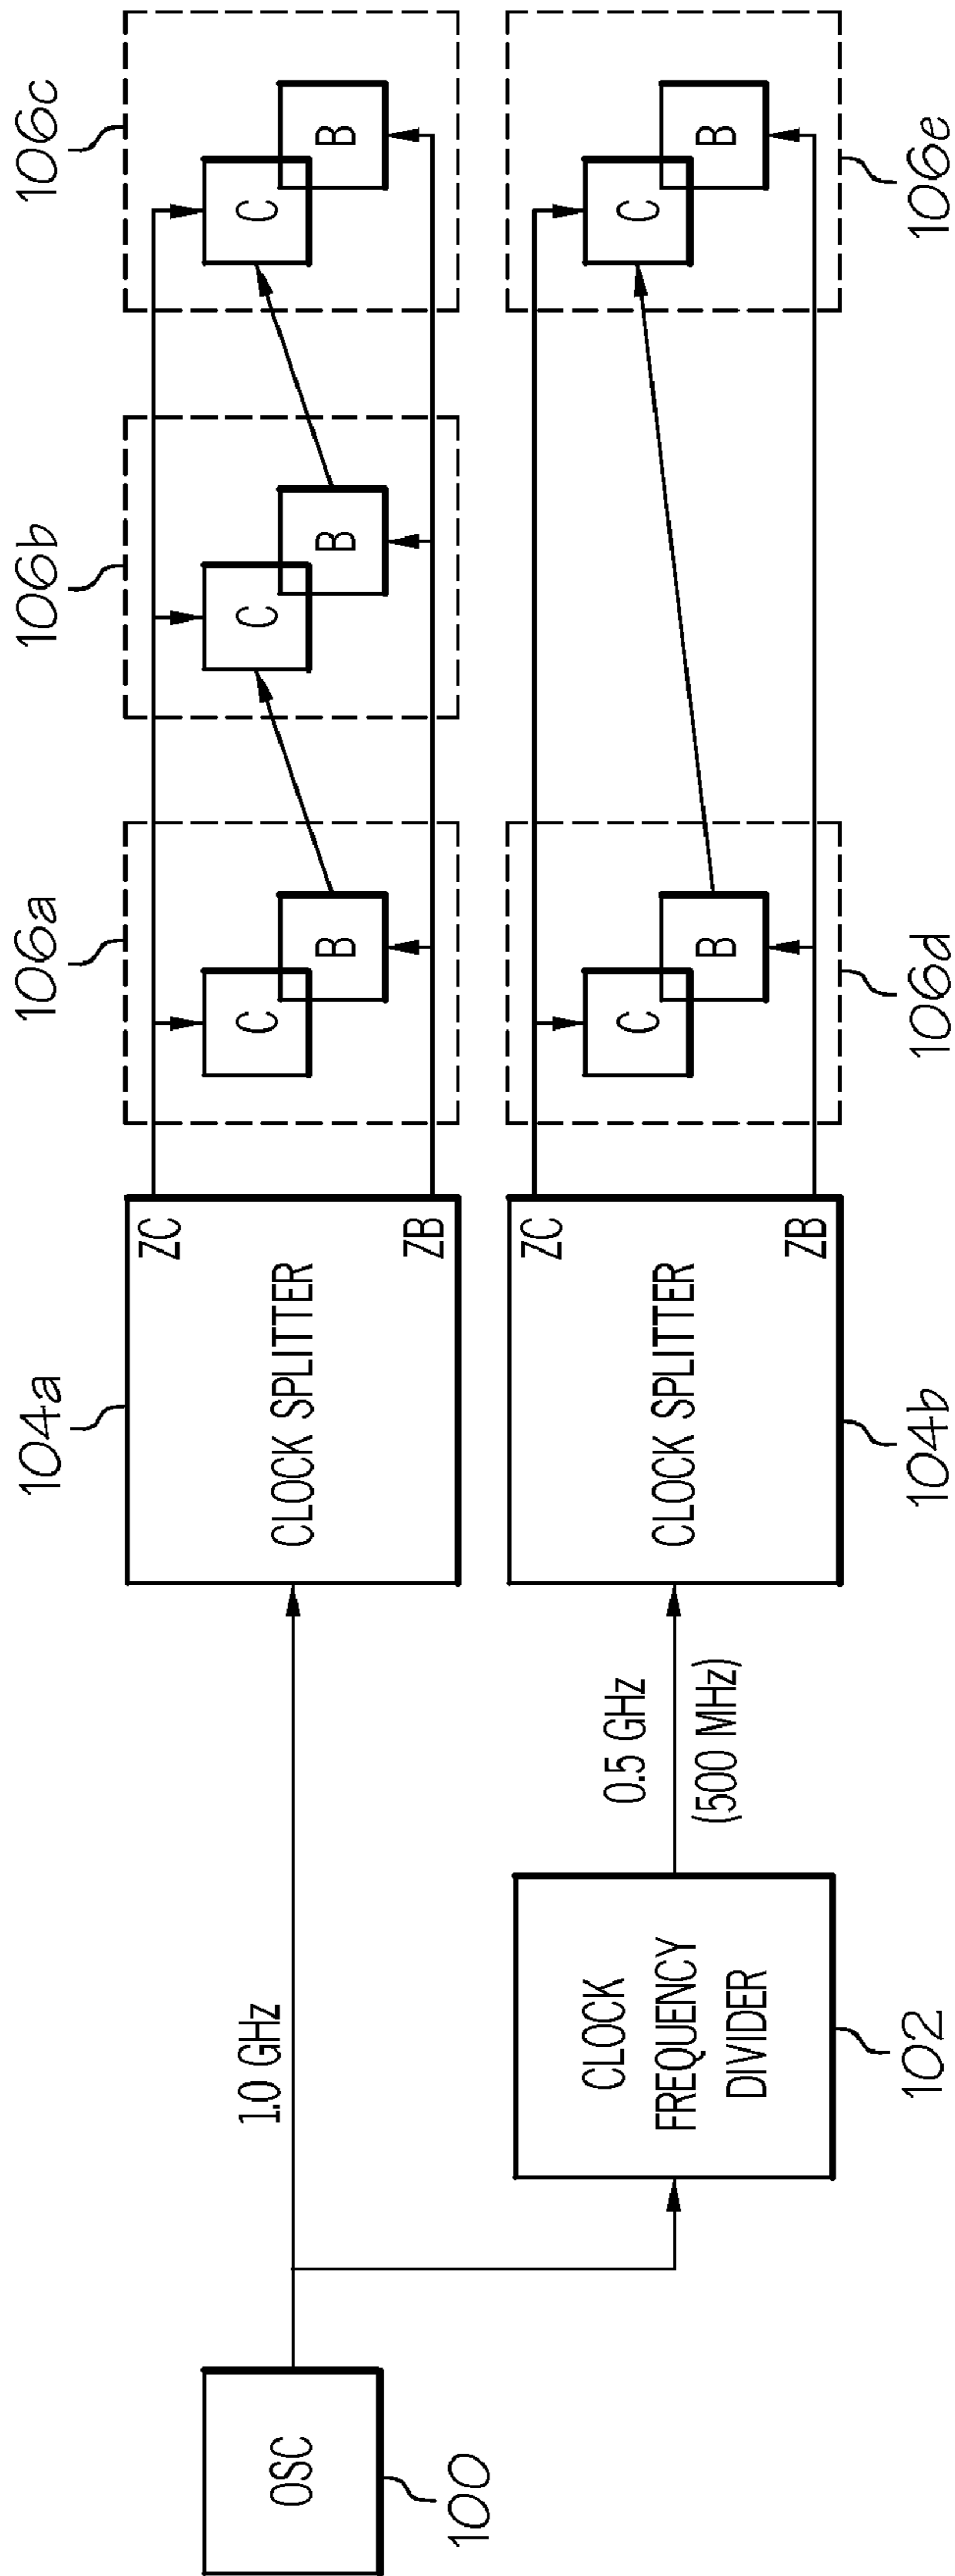 104a
106a
106b
106c
CLOCK SPLITTER
ZC
ZB
C
B
C
B
C
B
1.0 GHz
OSC
100
CLOCK
FREQUENCY
DIVIDER
102
0.5 GHz
(500 MHz)
CLOCK SPLITTER
ZC
ZB
C
B
C
B
104b
106d
106e